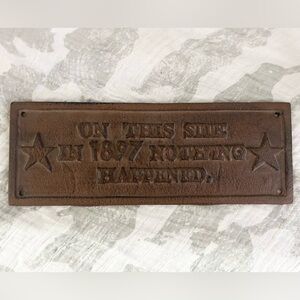 ON THIS SITE
IN 1897 NOTHING
HAPPENED.